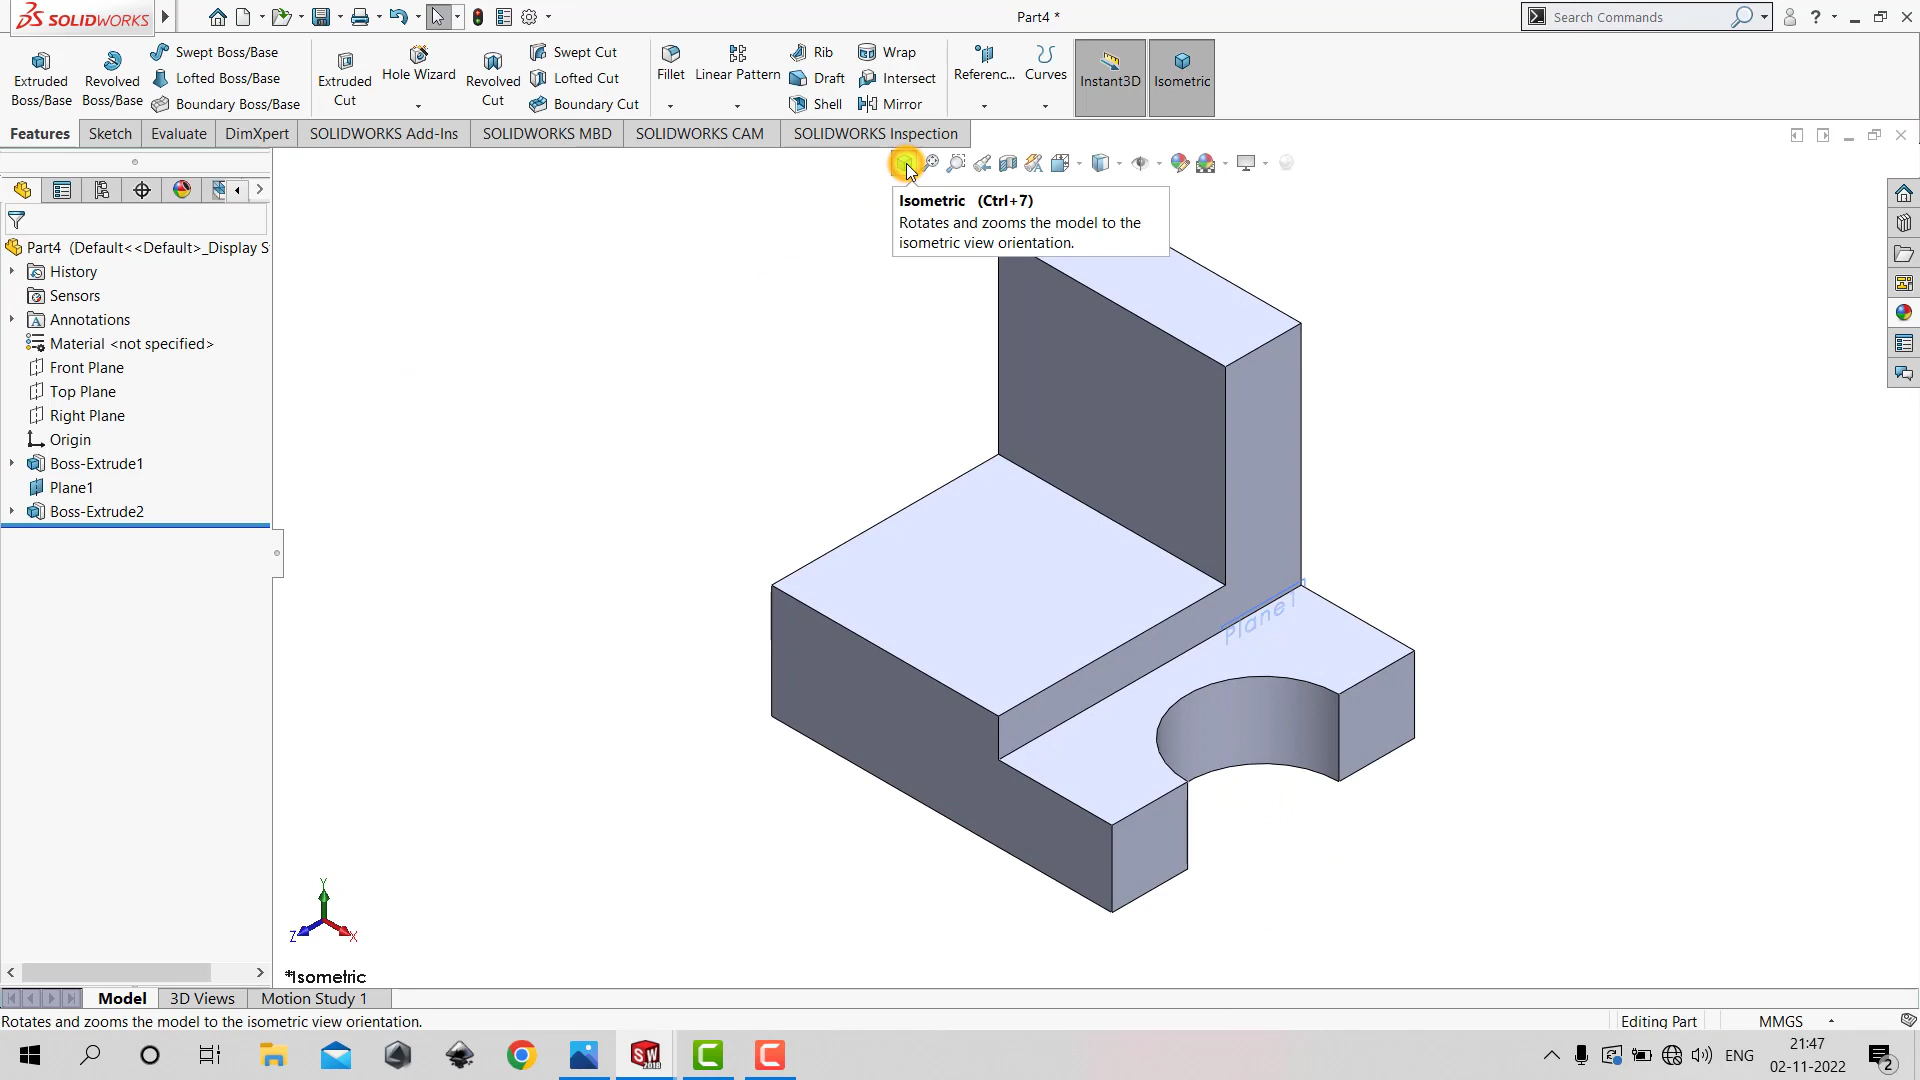 SOLIDWORKS
Part4 *
Search Commands
Extruded Boss/Base
Revolved Boss/Base
Swept Boss/Base
Lofted Boss/Base
Boundary Boss/Base
Extruded Cut
Hole Wizard
Revolved Cut
Swept Cut
Lofted Cut
Boundary Cut
Fillet
Linear Pattern
Rib
Draft
Shell
Wrap
Intersect
Mirror
Referenc...
Curves
Instant3D
Isometric
Features
Sketch
Evaluate
DimXpert
SOLIDWORKS Add-Ins
SOLIDWORKS MBD
SOLIDWORKS CAM
SOLIDWORKS Inspection
Isometric (Ctrl+7)
Rotates and zooms the model to the
isometric view orientation.
Part4 (Default<<Default>_Display S
History
Sensors
Annotations
Material <not specified>
Front Plane
Top Plane
Right Plane
Origin
Boss-Extrude1
Plane1
Boss-Extrude2
Plane1
Y
Z
X
*Isometric
Model
3D Views
Motion Study 1
Rotates and zooms the model to the isometric view orientation.
Editing Part
MMGS
ENG
21:47
02-11-2022
2